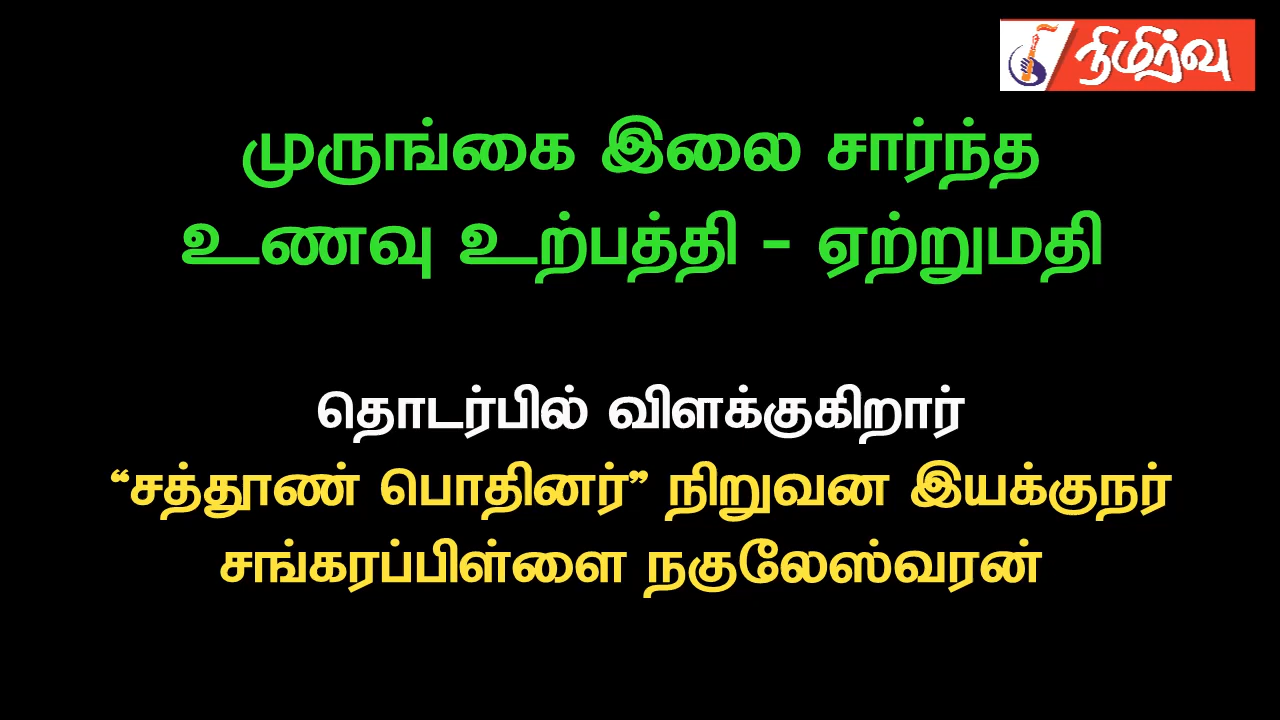 நிமிர்வு
முருங்கை இலை சார்ந்த
உணவு உற்பத்தி - ஏற்றுமதி
தொடர்பில் விளக்குகிறார்
“சத்தூண் பொதினர்” நிறுவன இயக்குநர்
சங்கரப்பிள்ளை நகுலேஸ்வரன்